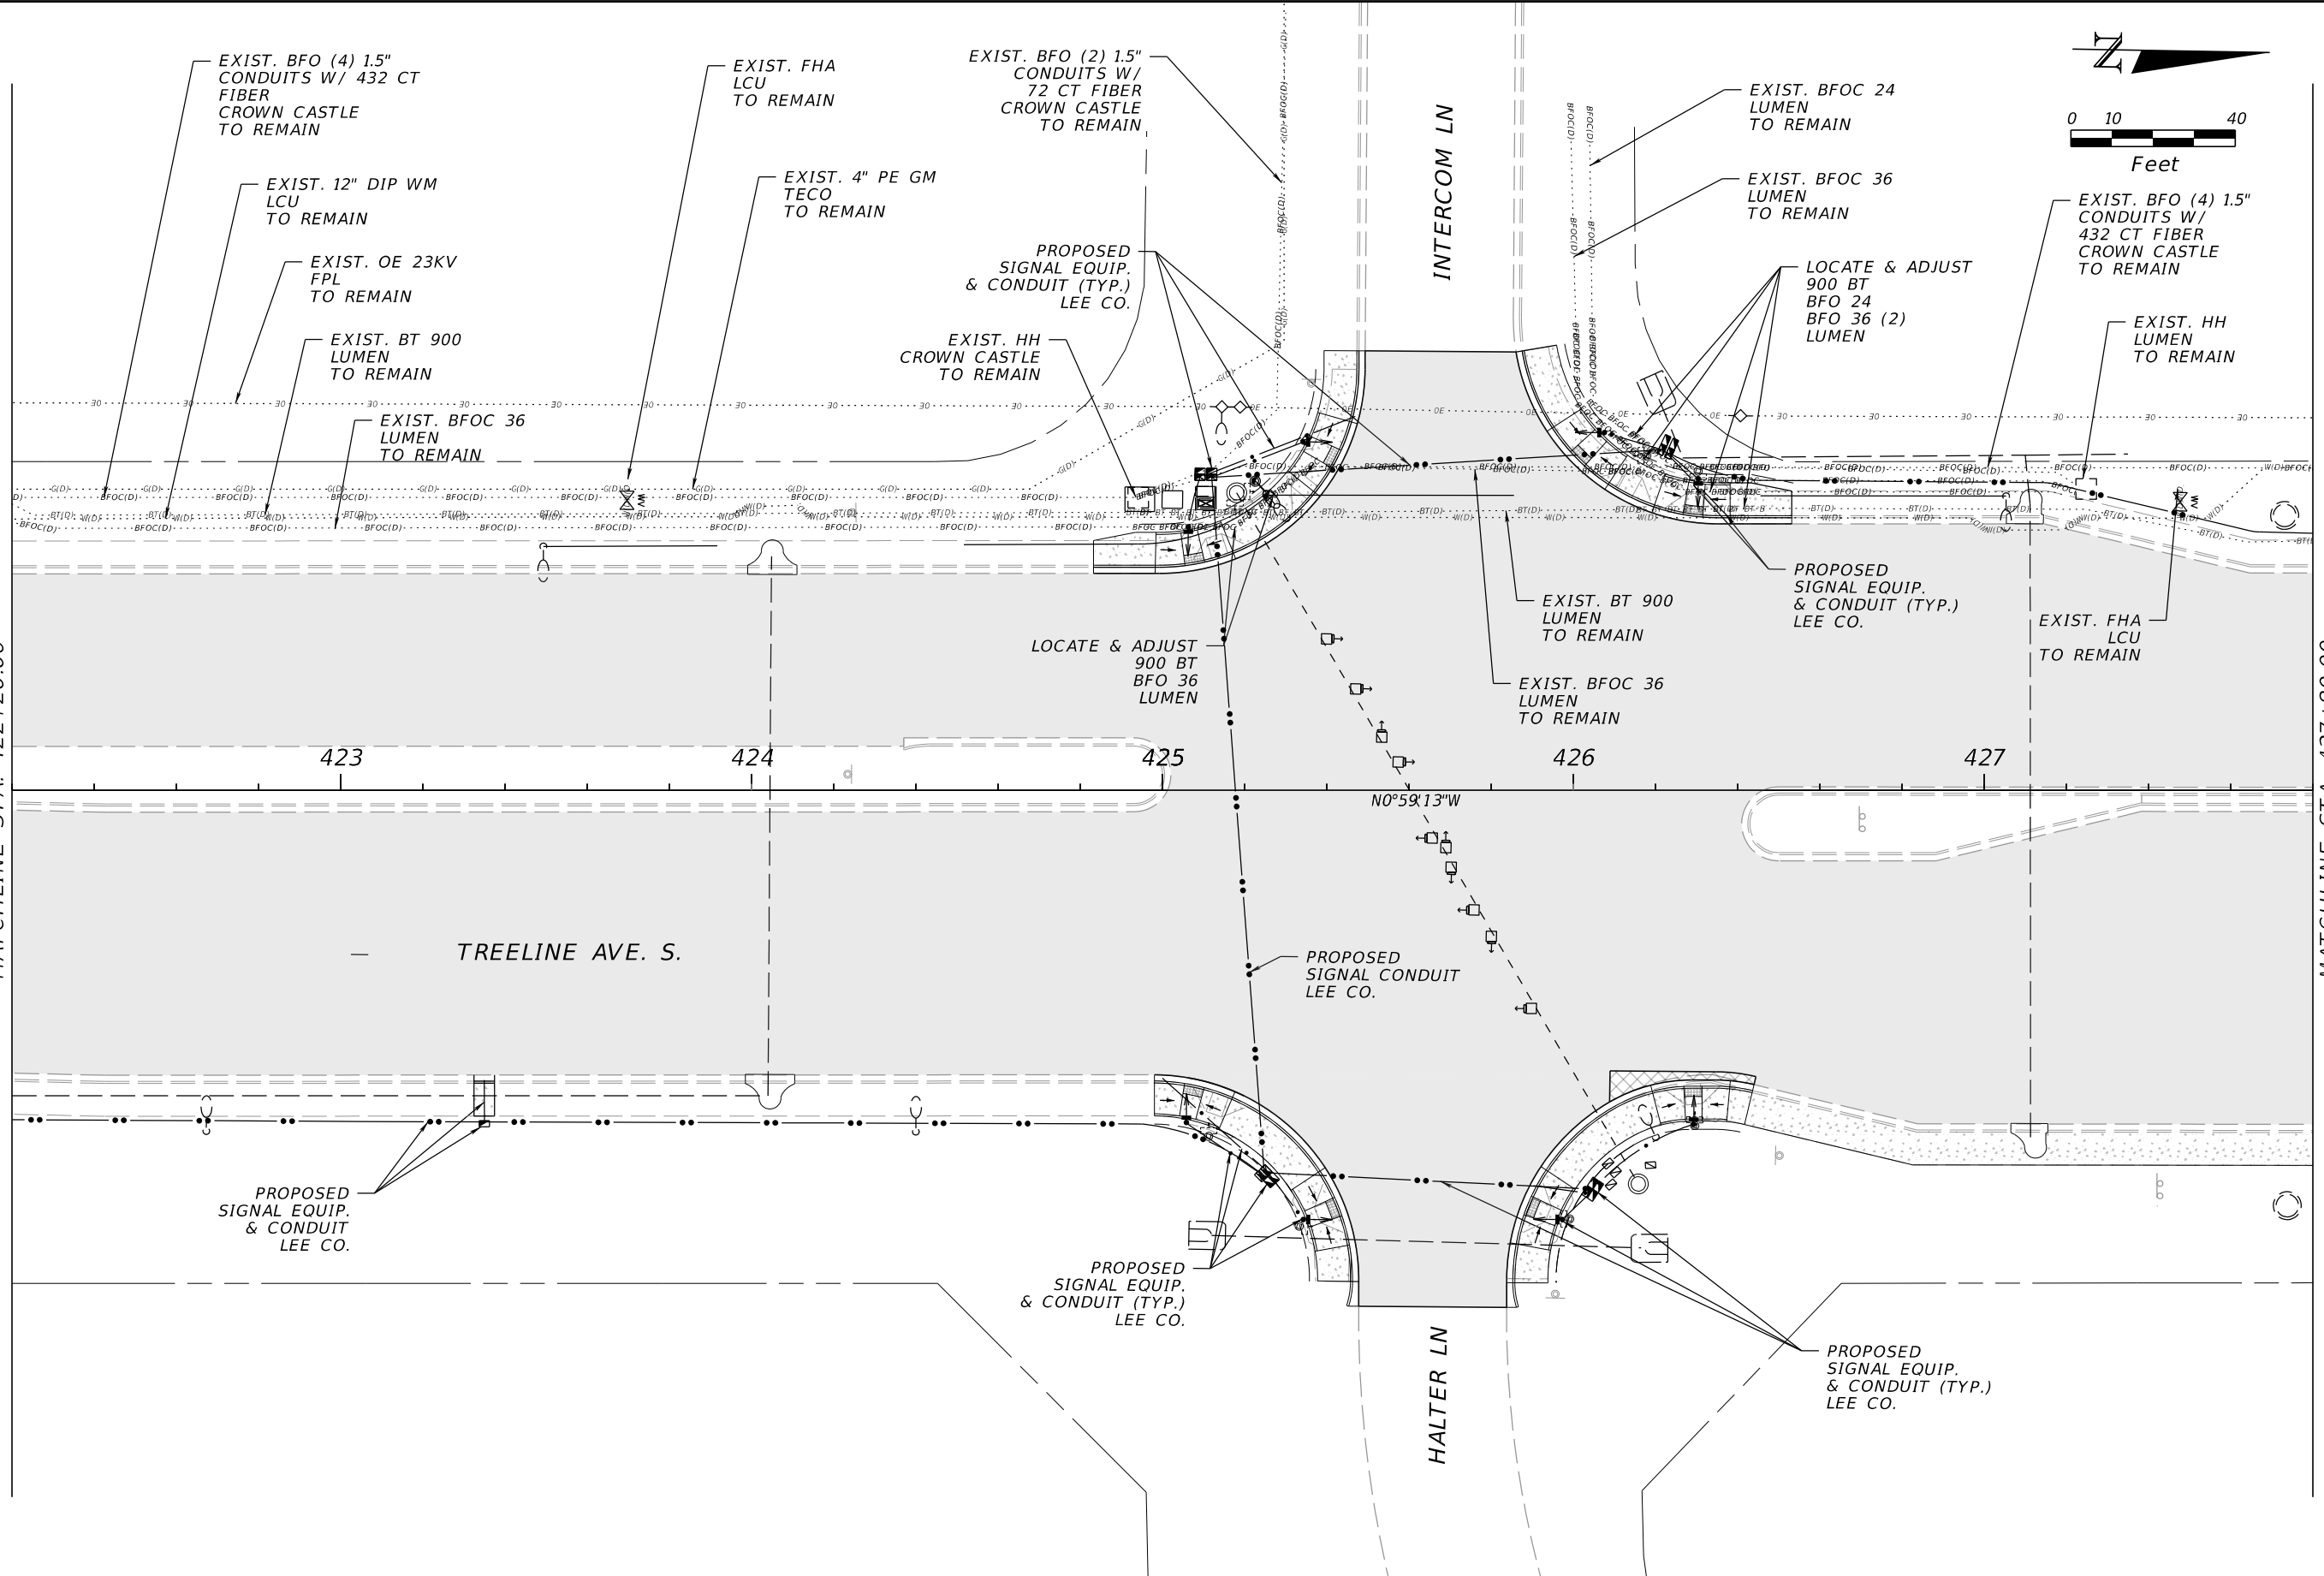 EXIST. BFO (4) 1.5"
CONDUITS W/ 432 CT
FIBER
CROWN CASTLE
TO REMAIN
EXIST. 12" DIP WM
LCU
TO REMAIN
EXIST. OE 23KV
FPL
TO REMAIN
EXIST. BT 900
LUMEN
TO REMAIN
EXIST. BFOC 36
LUMEN
TO REMAIN
EXIST. FHA
LCU
TO REMAIN
EXIST. 4" PE GM
TECO
TO REMAIN
EXIST. BFO (2) 1.5"
CONDUITS W/
72 CT FIBER
CROWN CASTLE
TO REMAIN
PROPOSED
SIGNAL EQUIP.
& CONDUIT (TYP.)
LEE CO.
EXIST. HH
CROWN CASTLE
TO REMAIN
INTERCOM LN
EXIST. BFOC 24
LUMEN
TO REMAIN
EXIST. BFOC 36
LUMEN
TO REMAIN
LOCATE & ADJUST
900 BT
BFO 24
BFO 36 (2)
LUMEN
N
0 10 40
Feet
EXIST. BFO (4) 1.5"
CONDUITS W/
432 CT FIBER
CROWN CASTLE
TO REMAIN
EXIST. HH
LUMEN
TO REMAIN
LOCATE & ADJUST
900 BT
BFO 36
LUMEN
EXIST. BT 900
LUMEN
TO REMAIN
EXIST. BFOC 36
LUMEN
TO REMAIN
PROPOSED
SIGNAL EQUIP.
& CONDUIT (TYP.)
LEE CO.
EXIST. FHA
LCU
TO REMAIN
423 424 425 426 427
N0°59'13"W
TREELINE AVE. S.
PROPOSED
SIGNAL CONDUIT
LEE CO.
PROPOSED
SIGNAL EQUIP.
& CONDUIT
LEE CO.
PROPOSED
SIGNAL EQUIP.
& CONDUIT (TYP.)
LEE CO.
HALTER LN
PROPOSED
SIGNAL EQUIP.
& CONDUIT (TYP.)
LEE CO.